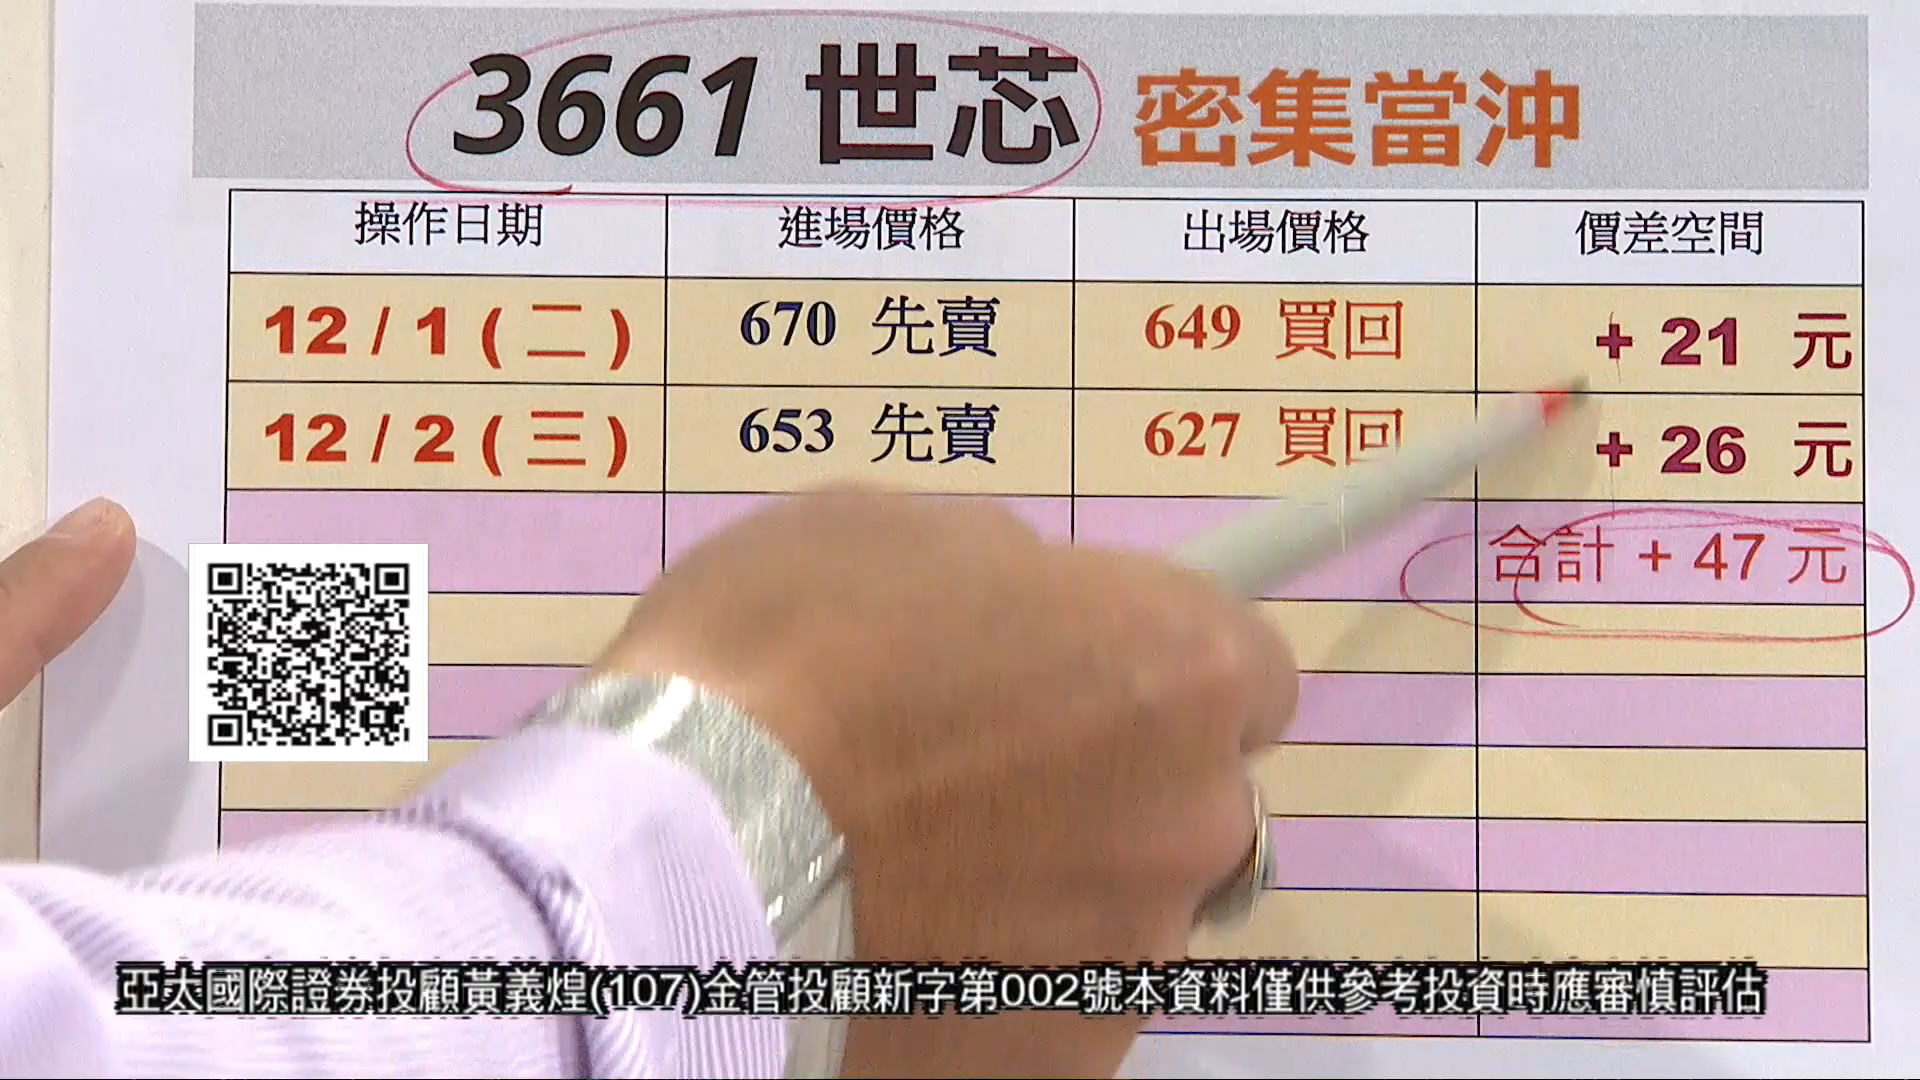 3661 世芯 密集當沖
操作日期 進場價格 出場價格 價差空間
12 / 1 ( 二 ) 670 先賣 649 買回 + 21 元
12 / 2 ( 三 ) 653 先賣 627 買回 + 26 元
合計 + 47 元
亞太國際證券投顧黃義煌(107)金管投顧新字第002號本資料僅供參考投資時應審慎評估